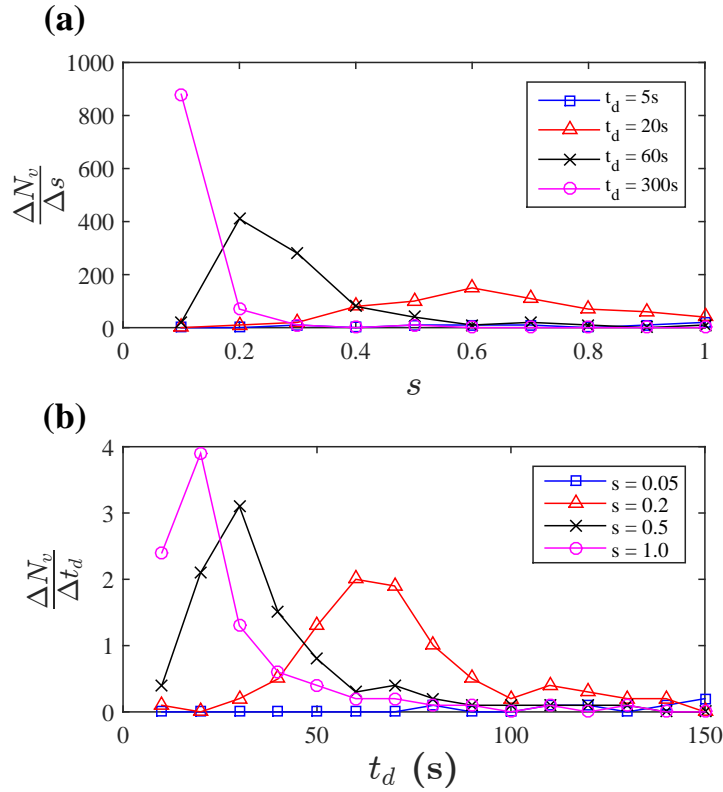 (a)
1000
800
600
400
200
0
ΔN_v
Δs
t_d = 5s
t_d = 20s
t_d = 60s
t_d = 300s
0 0.2 0.4 0.6 0.8 1
s
(b)
4
3
2
1
0
ΔN_v
Δt_d
s = 0.05
s = 0.2
s = 0.5
s = 1.0
0 50 100 150
t_d (s)